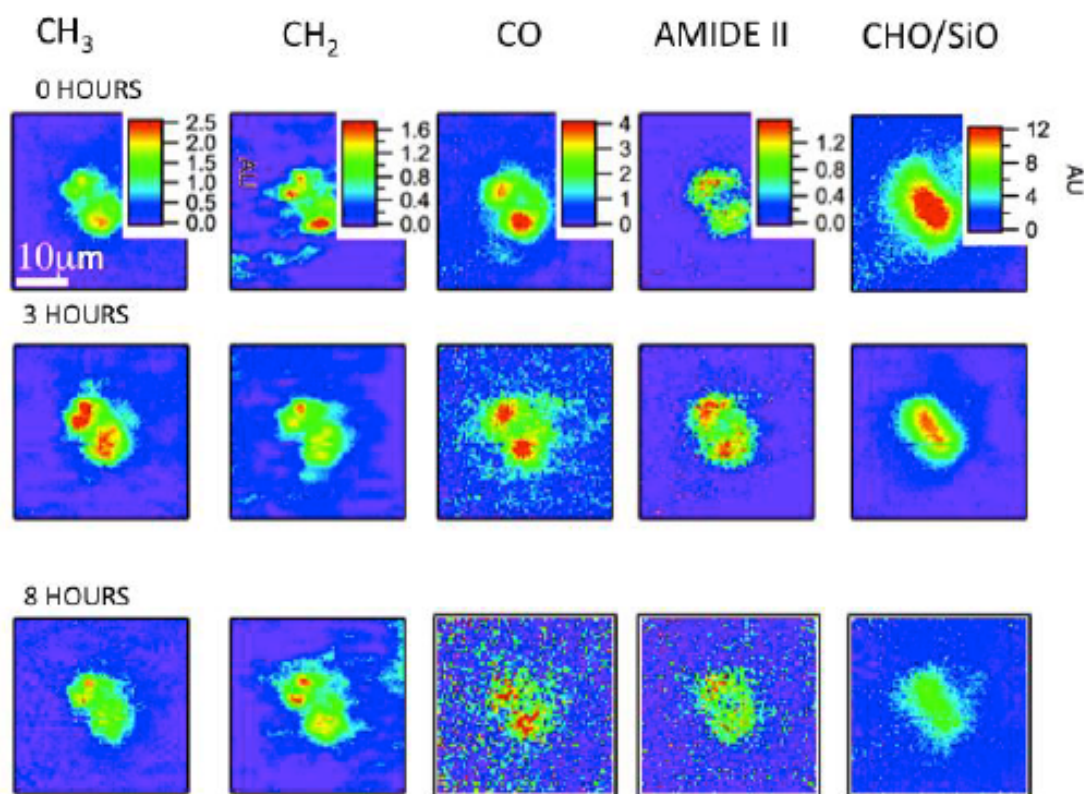 CH3 CH2 CO AMIDE II CHO/SiO
0 HOURS
2.5 2.0 1.5 1.0 0.5 0.0
AU
1.6 1.2 0.8 0.4 0.0
4 3 2 1 0
1.2 0.8 0.4 0.0
12 8 4 0
AU
10µm
3 HOURS
8 HOURS